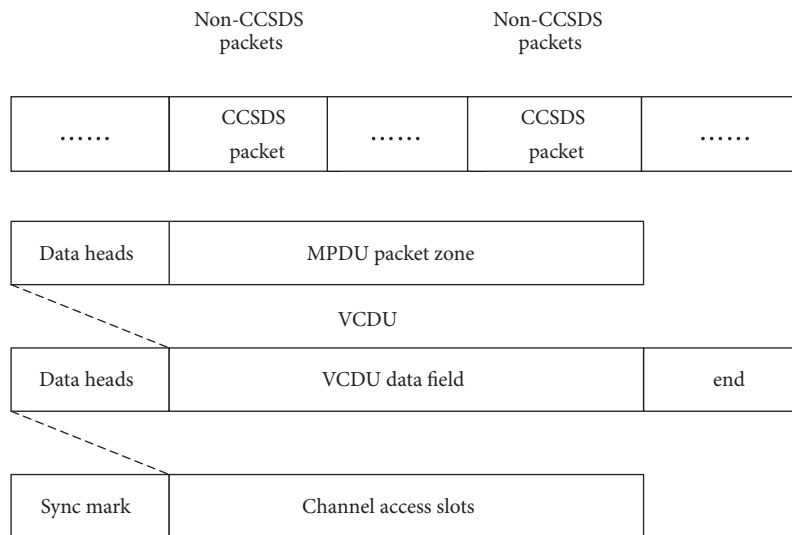 Non-CCSDS
packets
Non-CCSDS
packets
...... CCSDS
packet ...... CCSDS
packet ......
Data heads MPDU packet zone
VCDU
Data heads VCDU data field end
Sync mark Channel access slots